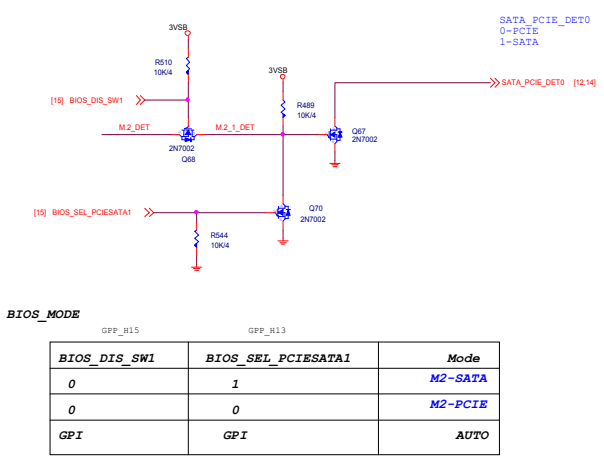 SATA_PCIE_DET0
0-PCIE
1-SATA
3VSB
R510
10K/4
3VSB
SATA_PCIE_DET0 [12,14]
[15] BIOS_DIS_SW1
R489
10K/4
M.2_DET
M.2_1_DET
Q67
2N7002
2N7002
Q68
[15] BIOS_SEL_PCIESATA1
Q70
2N7002
R544
10K/4
BIOS_MODE
GPP_H15 GPP_H13
BIOS_DIS_SW1 BIOS_SEL_PCIESATA1 Mode
0 1 M2-SATA
0 0 M2-PCIE
GPI GPI AUTO